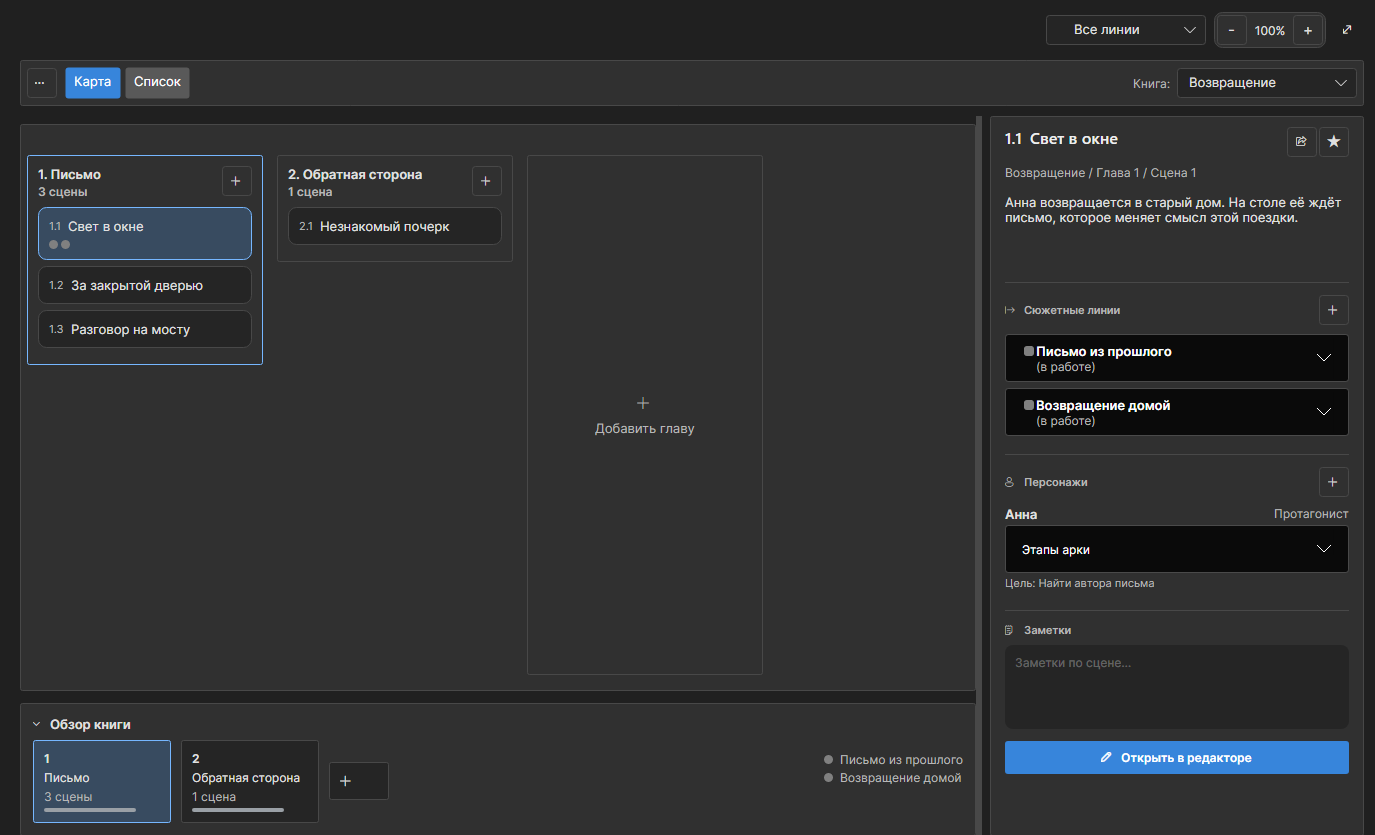 Все линии
- 100% +
... Карта Список
Книга: Возвращение
1. Письмо
3 сцены
+
1.1 Свет в окне
1.2 За закрытой дверью
1.3 Разговор на мосту
2. Обратная сторона
1 сцена
+
2.1 Незнакомый почерк
+
Добавить главу
Обзор книги
1
Письмо
3 сцены
2
Обратная сторона
1 сцена
+
Письмо из прошлого
Возвращение домой
1.1 Свет в окне
Возвращение / Глава 1 / Сцена 1
Анна возвращается в старый дом. На столе её ждёт
письмо, которое меняет смысл этой поездки.
Сюжетные линии
+
Письмо из прошлого
(в работе)
Возвращение домой
(в работе)
Персонажи
+
Анна Протагонист
Этапы арки
Цель: Найти автора письма
Заметки
Заметки по сцене...
Открыть в редакторе